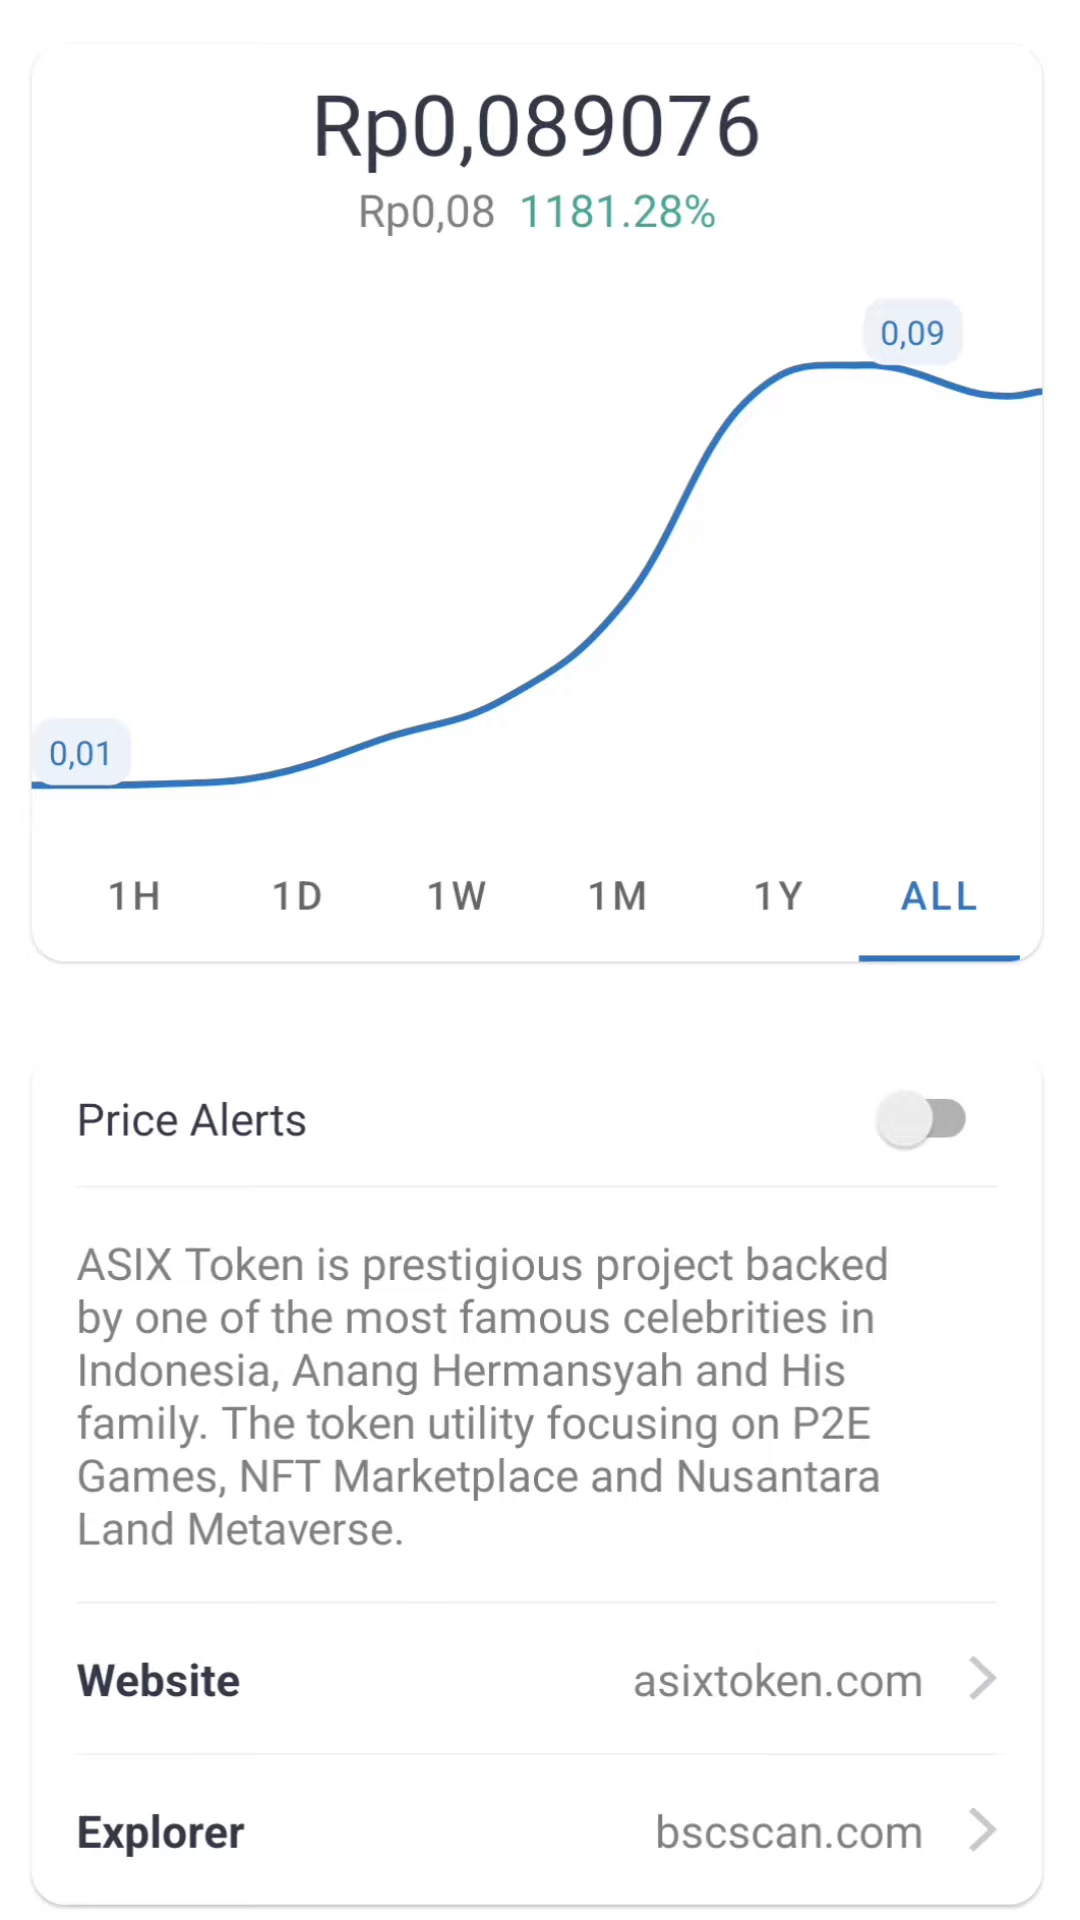 Rp0,089076
Rp0,08 1181.28%
0,09
0,01
1H 1D 1W 1M 1Y ALL
Price Alerts
ASIX Token is prestigious project backed
by one of the most famous celebrities in
Indonesia, Anang Hermansyah and His
family. The token utility focusing on P2E
Games, NFT Marketplace and Nusantara
Land Metaverse.
Website asixtoken.com
Explorer bscscan.com